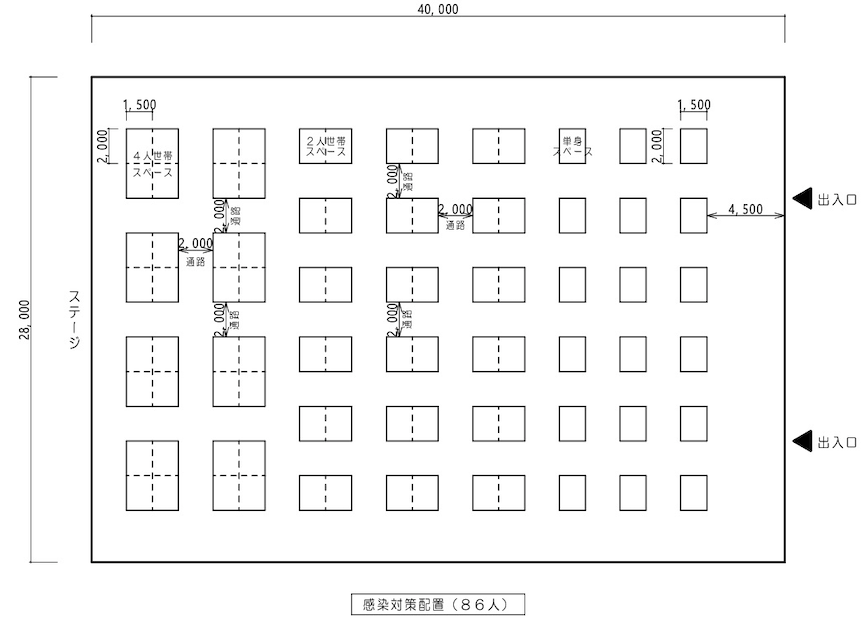 40,000
1,500
1,500
2,000
4人世帯
スペース
2人世帯
スペース
単身
スペース
2,000
2,000
通路
2,000
通路
2,000
通路
4,500
出入口
2,000
通路
28,000
ステージ
2,000
通路
2,000
通路
出入口
感染対策配置（86人）